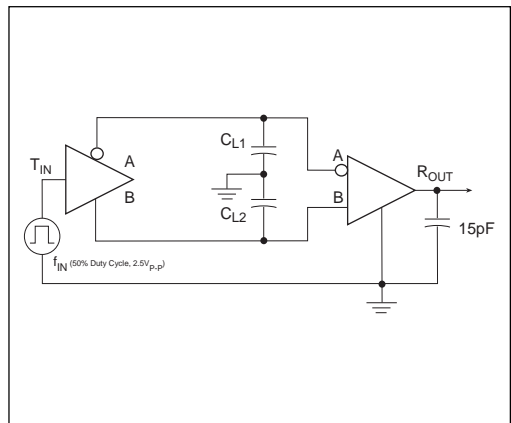 C_L1
A
T_IN
A
R_OUT
B
B
C_L2
15pF
f_IN (50% Duty Cycle, 2.5V_P-P)